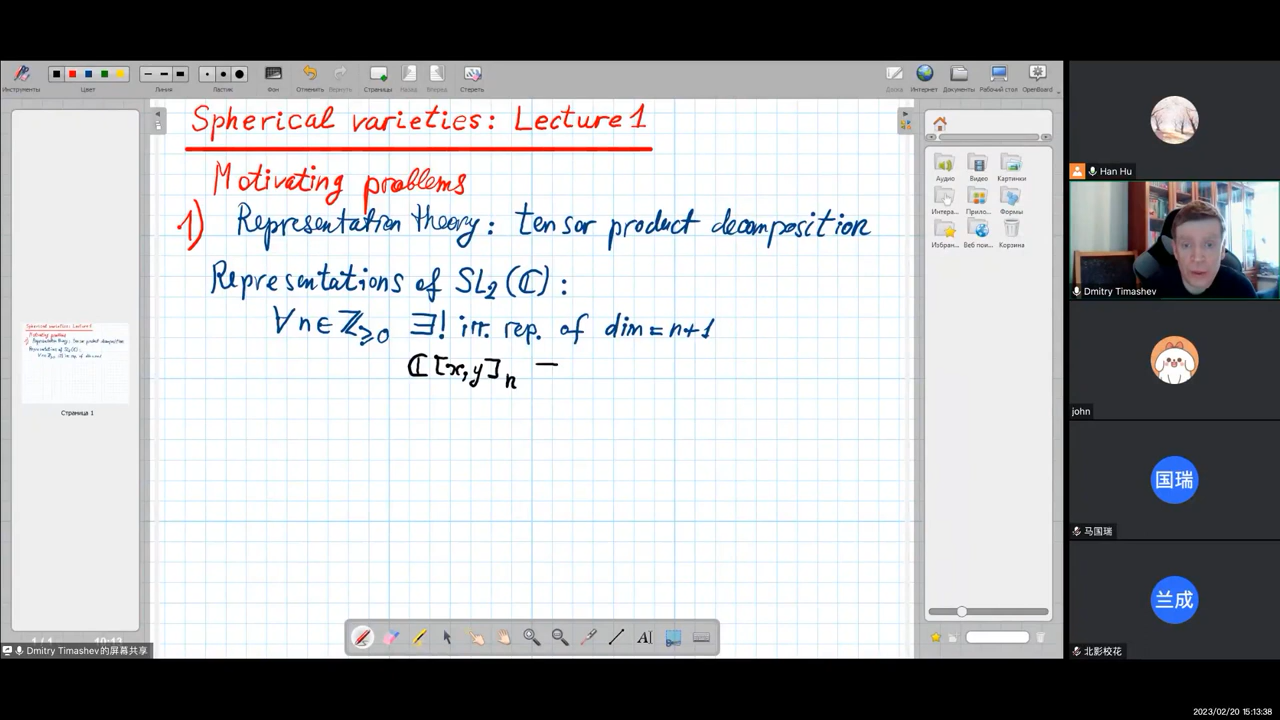 Инструменты
Цвет
Линия
Ластик
Фон
Отменить
Вернуть
Страницы
Назад
Вперед
Стереть
Доска
Интернет
Документы
Рабочий стол
OpenBoard
Spherical varieties: Lecture 1
Motivating problems
1) Representation theory: tensor product decomposition
Representations of SL₂(ℂ):
∀n∈ℤ≥0 ∃! irr. rep. of dim = n+1
ℂ[x,y]ₙ —
Страница 1
Аудио
Видео
Картинки
Интера...
Прило...
Формы
Избран...
Веб пои...
Корзина
Han Hu
Dmitry Timashev
john
国瑞
马国瑞
兰成
北影校花
1/1
10:13
Dmitry Timashev的屏幕共享
2023/02/20 15:13:38